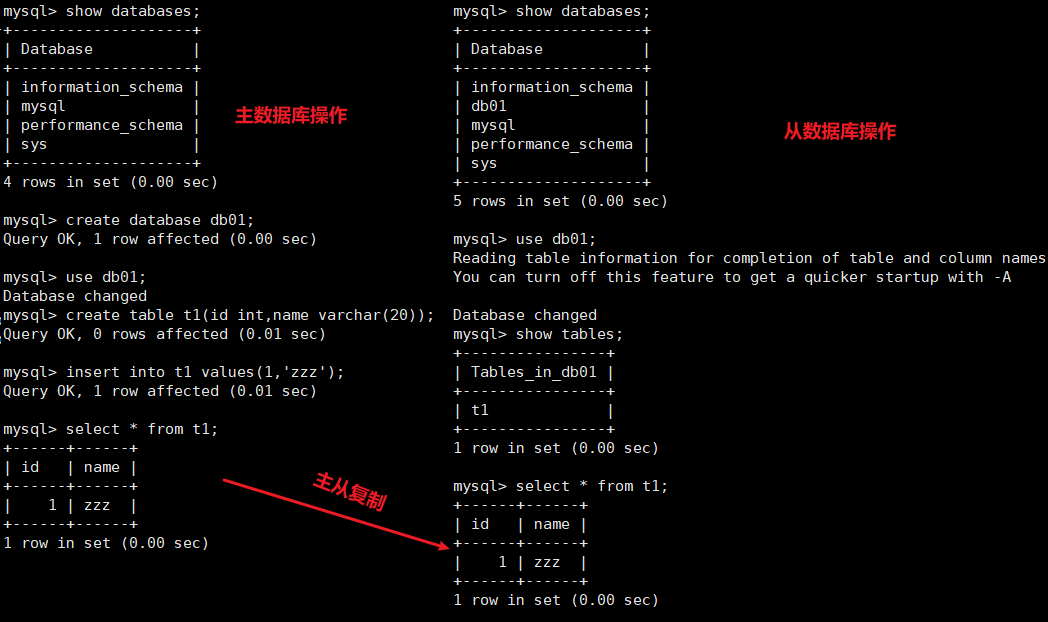 mysql> show databases;
+--------------------+
| Database           |
+--------------------+
| information_schema |
| mysql              |
| performance_schema |
| sys                |
+--------------------+
4 rows in set (0.00 sec)
主数据库操作
mysql> create database db01;
Query OK, 1 row affected (0.00 sec)
mysql> use db01;
Database changed
mysql> create table t1(id int,name varchar(20));
Query OK, 0 rows affected (0.01 sec)
mysql> insert into t1 values(1,'zzz');
Query OK, 1 row affected (0.01 sec)
mysql> select * from t1;
+------+------+
| id   | name |
+------+------+
|    1 | zzz  |
+------+------+
1 row in set (0.00 sec)
主从复制
mysql> show databases;
+--------------------+
| Database           |
+--------------------+
| information_schema |
| db01               |
| mysql              |
| performance_schema |
| sys                |
+--------------------+
5 rows in set (0.00 sec)
从数据库操作
mysql> use db01;
Reading table information for completion of table and column names
You can turn off this feature to get a quicker startup with -A
Database changed
mysql> show tables;
+----------------+
| Tables_in_db01 |
+----------------+
| t1             |
+----------------+
1 row in set (0.00 sec)
mysql> select * from t1;
+------+------+
| id   | name |
+------+------+
|    1 | zzz  |
+------+------+
1 row in set (0.00 sec)